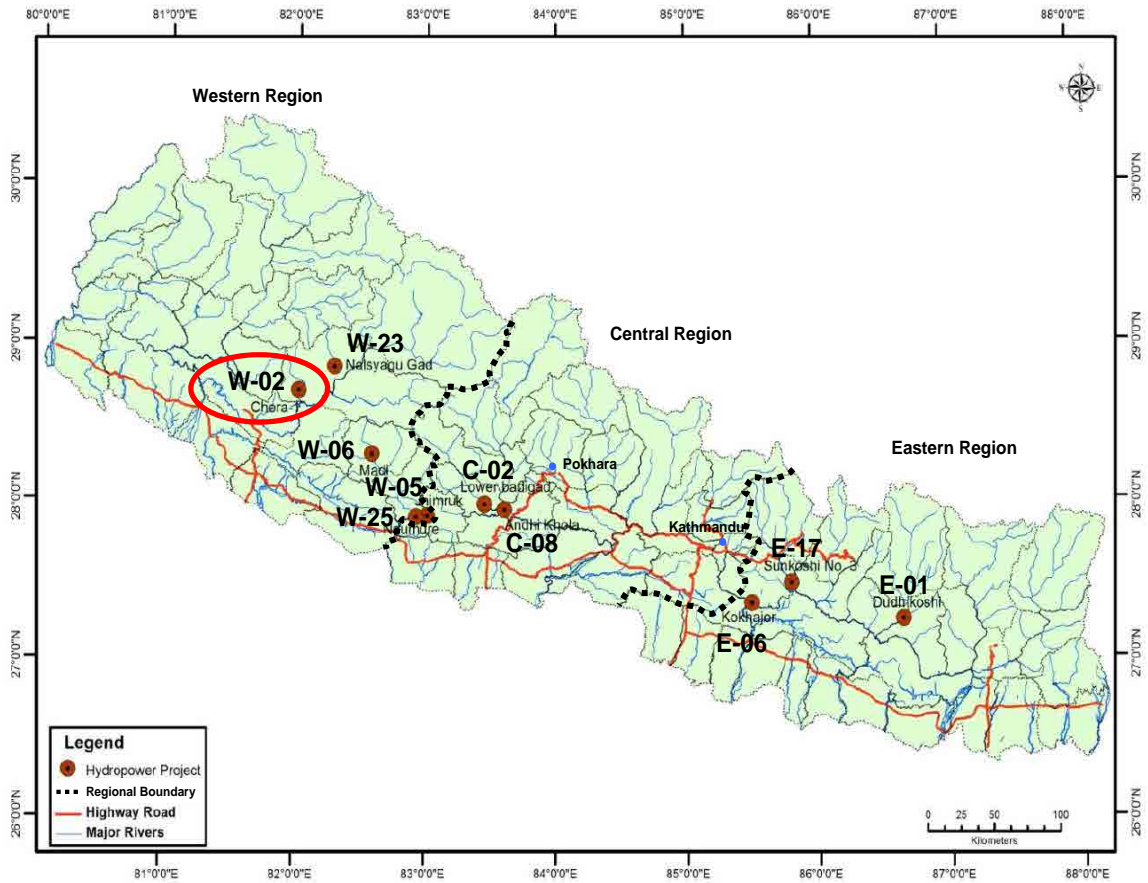 80°0'0"E 81°0'0"E 82°0'0"E 83°0'0"E 84°0'0"E 85°0'0"E 86°0'0"E 87°0'0"E 88°0'0"E
N
W E
S
Western Region
30°0'0"N 30°0'0"N
Central Region
29°0'0"N 29°0'0"N
W-23
Nalsyagu Gad
W-02
Chera-1
Eastern Region
W-06
Madi
C-02
Lower badigad
Pokhara
W-05
28°0'0"N 28°0'0"N
W-25
Naumure
Andhi Khola
C-08
Kathmandu
E-17
Sunkoshi No. 3
E-01
Dudhkoshi
Kokhajor
E-06
27°0'0"N 27°0'0"N
Legend
Hydropower Project
Regional Boundary
Highway Road
Major Rivers
26°0'0"N 26°0'0"N
0 25 50 100
Kilometers
81°0'0"E 82°0'0"E 83°0'0"E 84°0'0"E 85°0'0"E 86°0'0"E 87°0'0"E 88°0'0"E